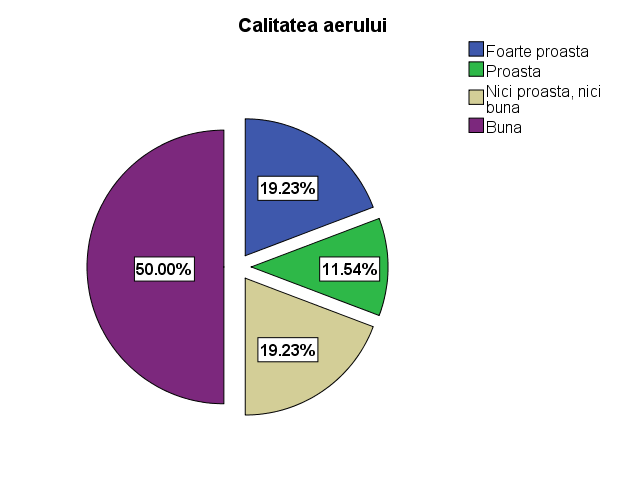 Calitatea aerului
Foarte proasta
Proasta
Nici proasta, nici
buna
Buna
19.23%
11.54%
50.00%
19.23%